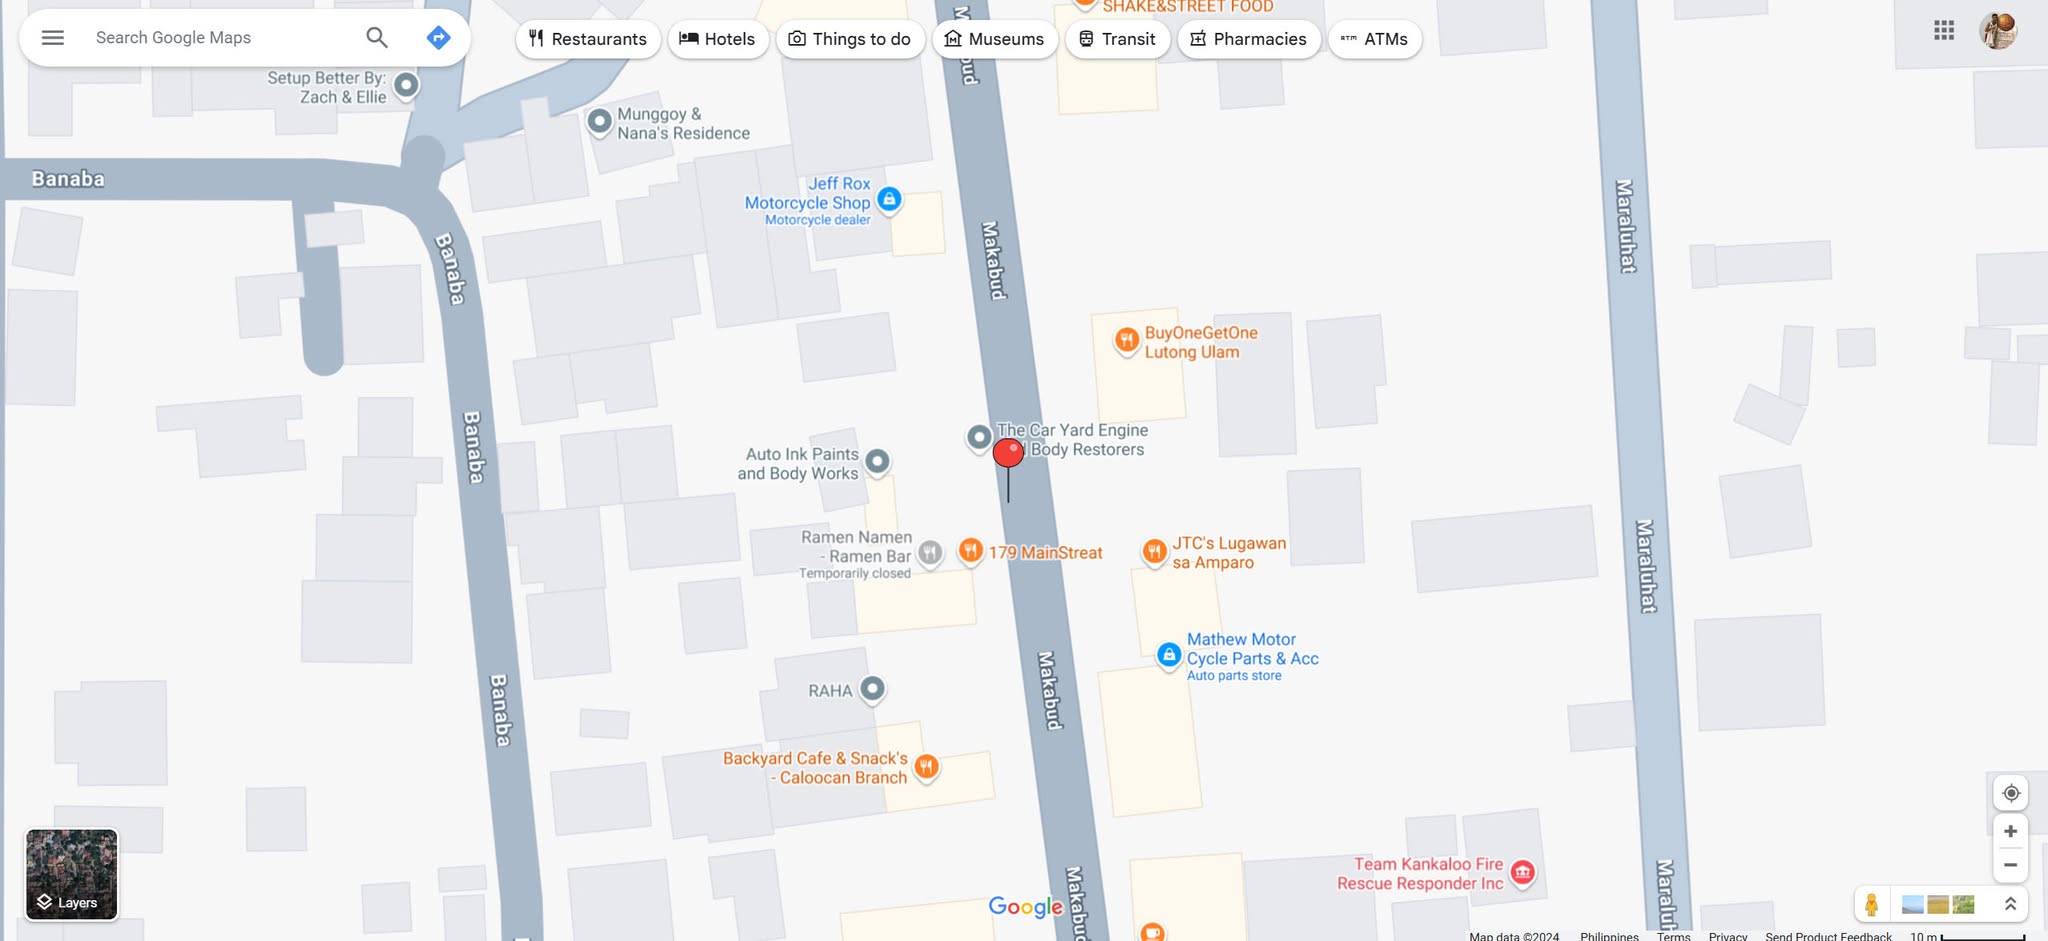 SHAKE&STREET FOOD
Search Google Maps
Restaurants
Hotels
Things to do
Museums
Transit
Pharmacies
ATMs
Setup Better By:
Zach & Ellie
Munggoy &
Nana's Residence
Banaba
Jeff Rox
Motorcycle Shop
Motorcycle dealer
Maraluhat
Makabud
Banaba
BuyOneGetOne
Lutong Ulam
The Car Yard Engine
Body Restorers
Banaba
Auto Ink Paints
and Body Works
Ramen Namen
- Ramen Bar
Temporarily closed
179 MainStreat
JTC's Lugawan
sa Amparo
Maraluhat
Mathew Motor
Cycle Parts & Acc
Auto parts store
Makabud
RAHA
Banaba
Backyard Cafe & Snack's
- Caloocan Branch
Team Kankaloo Fire
Rescue Responder Inc
Layers
Google
Makabud
Map data ©2024
Philippines
Terms
Privacy
Send Product Feedback
10 m